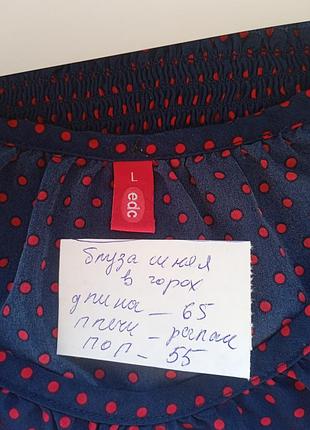 L
edc
блуза синяя
в горох
длина – 65
плечи – реглан
ПОГ – 55